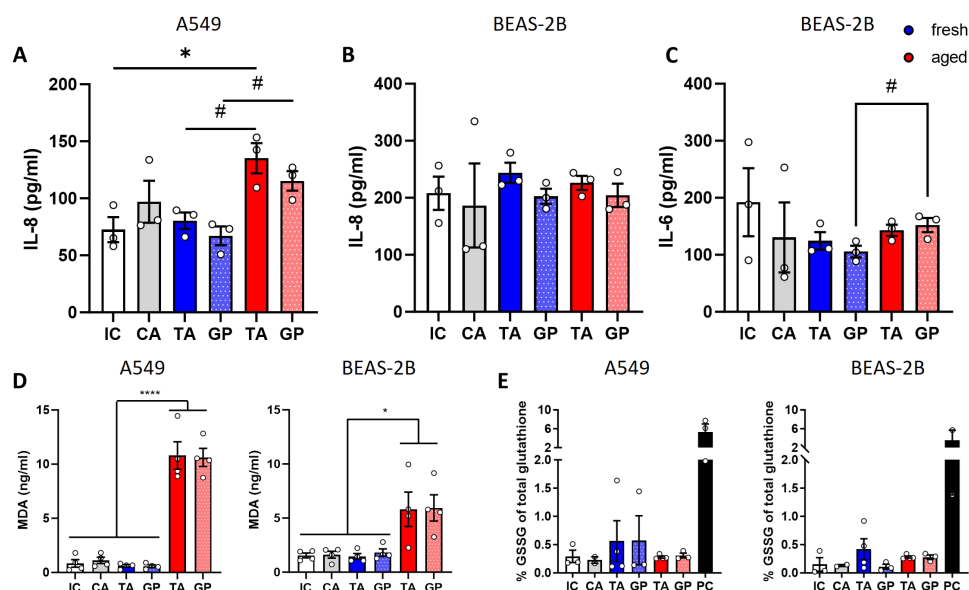 A549
BEAS-2B
BEAS-2B
fresh
aged
A
B
C
*
#
#
#
200
150
100
50
0
IL-8 (pg/ml)
IC CA TA GP TA GP
400
300
200
100
0
IL-8 (pg/ml)
IC CA TA GP TA GP
400
300
200
100
0
IL-6 (pg/ml)
IC CA TA GP TA GP
D
A549
BEAS-2B
E
A549
BEAS-2B
15
10
5
0
MDA (ng/ml)
****
IC CA TA GP TA GP
15
10
5
0
MDA (ng/ml)
*
IC CA TA GP TA GP
10
6
2
2.0
1.5
1.0
0.5
0.0
% GSSG of total glutathione
IC CA TA GP TA GP PC
10
6
2
2.0
1.5
1.0
0.5
0.0
% GSSG of total glutathione
IC CA TA GP TA GP PC